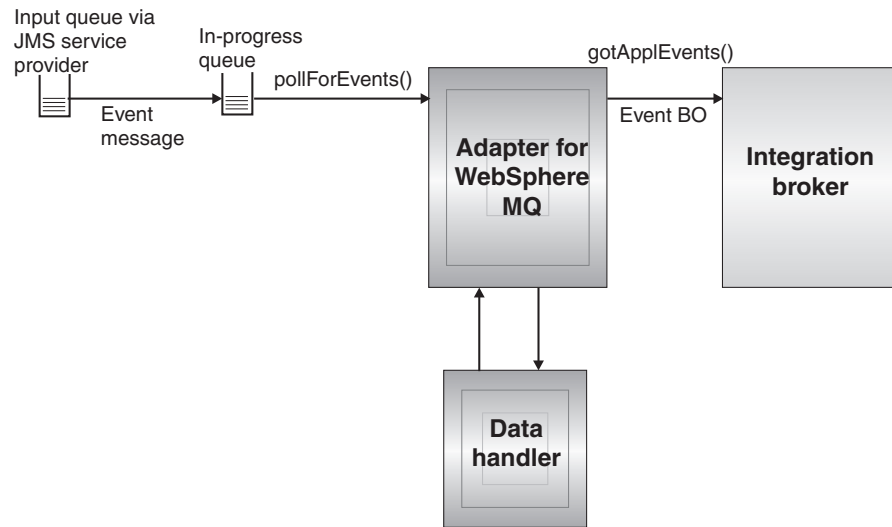 Input queue via
JMS service
provider
In-progress
queue
pollForEvents()
Event
message
gotApplEvents()
Event BO
Adapter for
WebSphere
MQ
Integration
broker
Data
handler